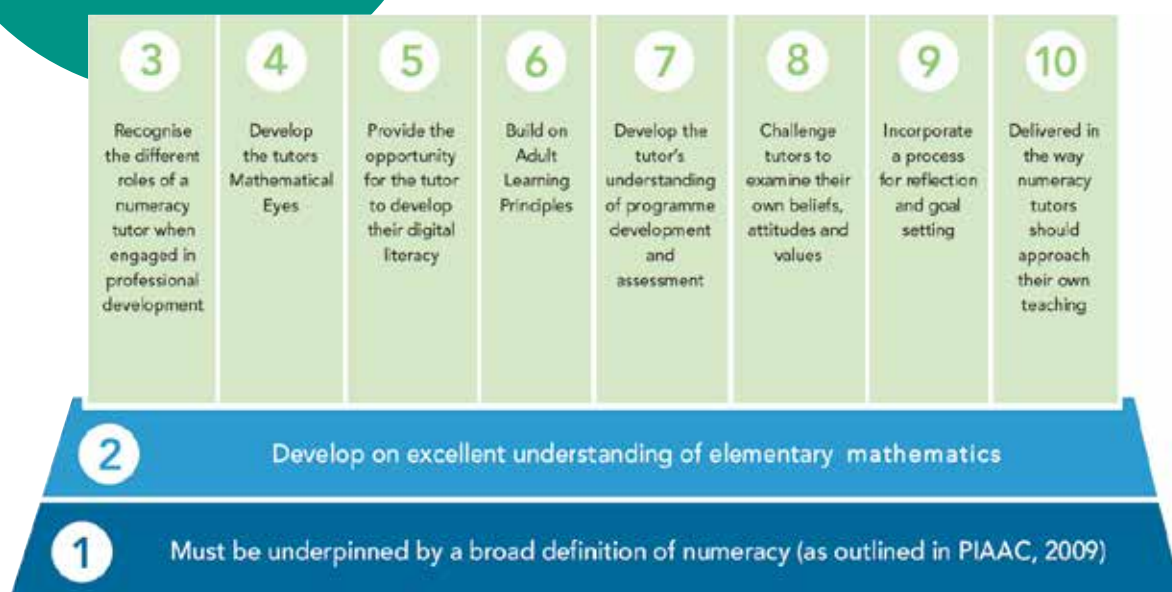 3
Recognise
the different
roles of a
numeracy
tutor when
engaged in
professional
development
4
Develop
the tutors
Mathematical
Eyes
5
Provide the
opportunity
for the tutor
to develop
their digital
literacy
6
Build on
Adult
Learning
Principles
7
Develop the
tutor's
understanding
of programme
development
and
assessment
8
Challenge
tutors to
examine their
own beliefs,
attitudes and
values
9
Incorporate
a process
for reflection
and goal
setting
10
Delivered in
the way
numeracy
tutors
should
approach
their own
teaching
2
Develop on excellent understanding of elementary mathematics
1
Must be underpinned by a broad definition of numeracy (as outlined in PIAAC, 2009)